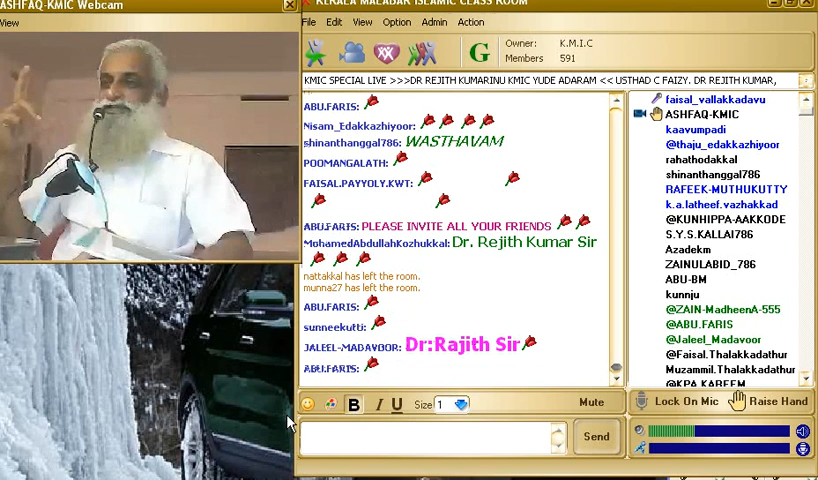 ASHFAQ-KMIC Webcam
View
KERALA MALABAR ISLAMIC CLASS ROOM
File Edit View Option Admin Action
G
Owner: K.M.I.C
Members 591
KMIC SPECIAL LIVE >>>DR REJITH KUMARINU KMIC YUDE ADARAM << USTHAD C FAIZY. DR REJITH KUMAR,
ABU.FARIS:
Nisam_Edakkazhiyoor:
shinanthanggal786: WASTHAVAM
POOMANGALATH:
FAISAL.PAYYOLY.KWT:
ABU.FARIS: PLEASE INVITE ALL YOUR FRIENDS
MohamedAbdullahKozhukkal: Dr. Rejith Kumar Sir
nattakkal has left the room.
munna27 has left the room.
ABU.FARIS:
sunneekutti:
JALEEL-MADAVOOR: Dr:Rajith Sir
ABU.FARIS:
faisal_vallakkadavu
ASHFAQ-KMIC
kaavumpadi
@thaju_edakkazhiyoor
rahathodakkal
shinanthanggal786
RAFEEK-MUTHUKUTTY
k.a.latheef.vazhakkad
@KUNHIPPA-AAKKODE
S.Y.S.KALLAI786
Azadekm
ZAINULABID_786
ABU-BM
kunnju
@ZAIN-MadheenA-555
@ABU.FARIS
@Jaleel_Madavoor
@Faisal.Thalakkadathur
Muzammil.Thalakkadathur
@KPA.KAREEM
B I U Size 1 Mute
Lock On Mic Raise Hand
Send